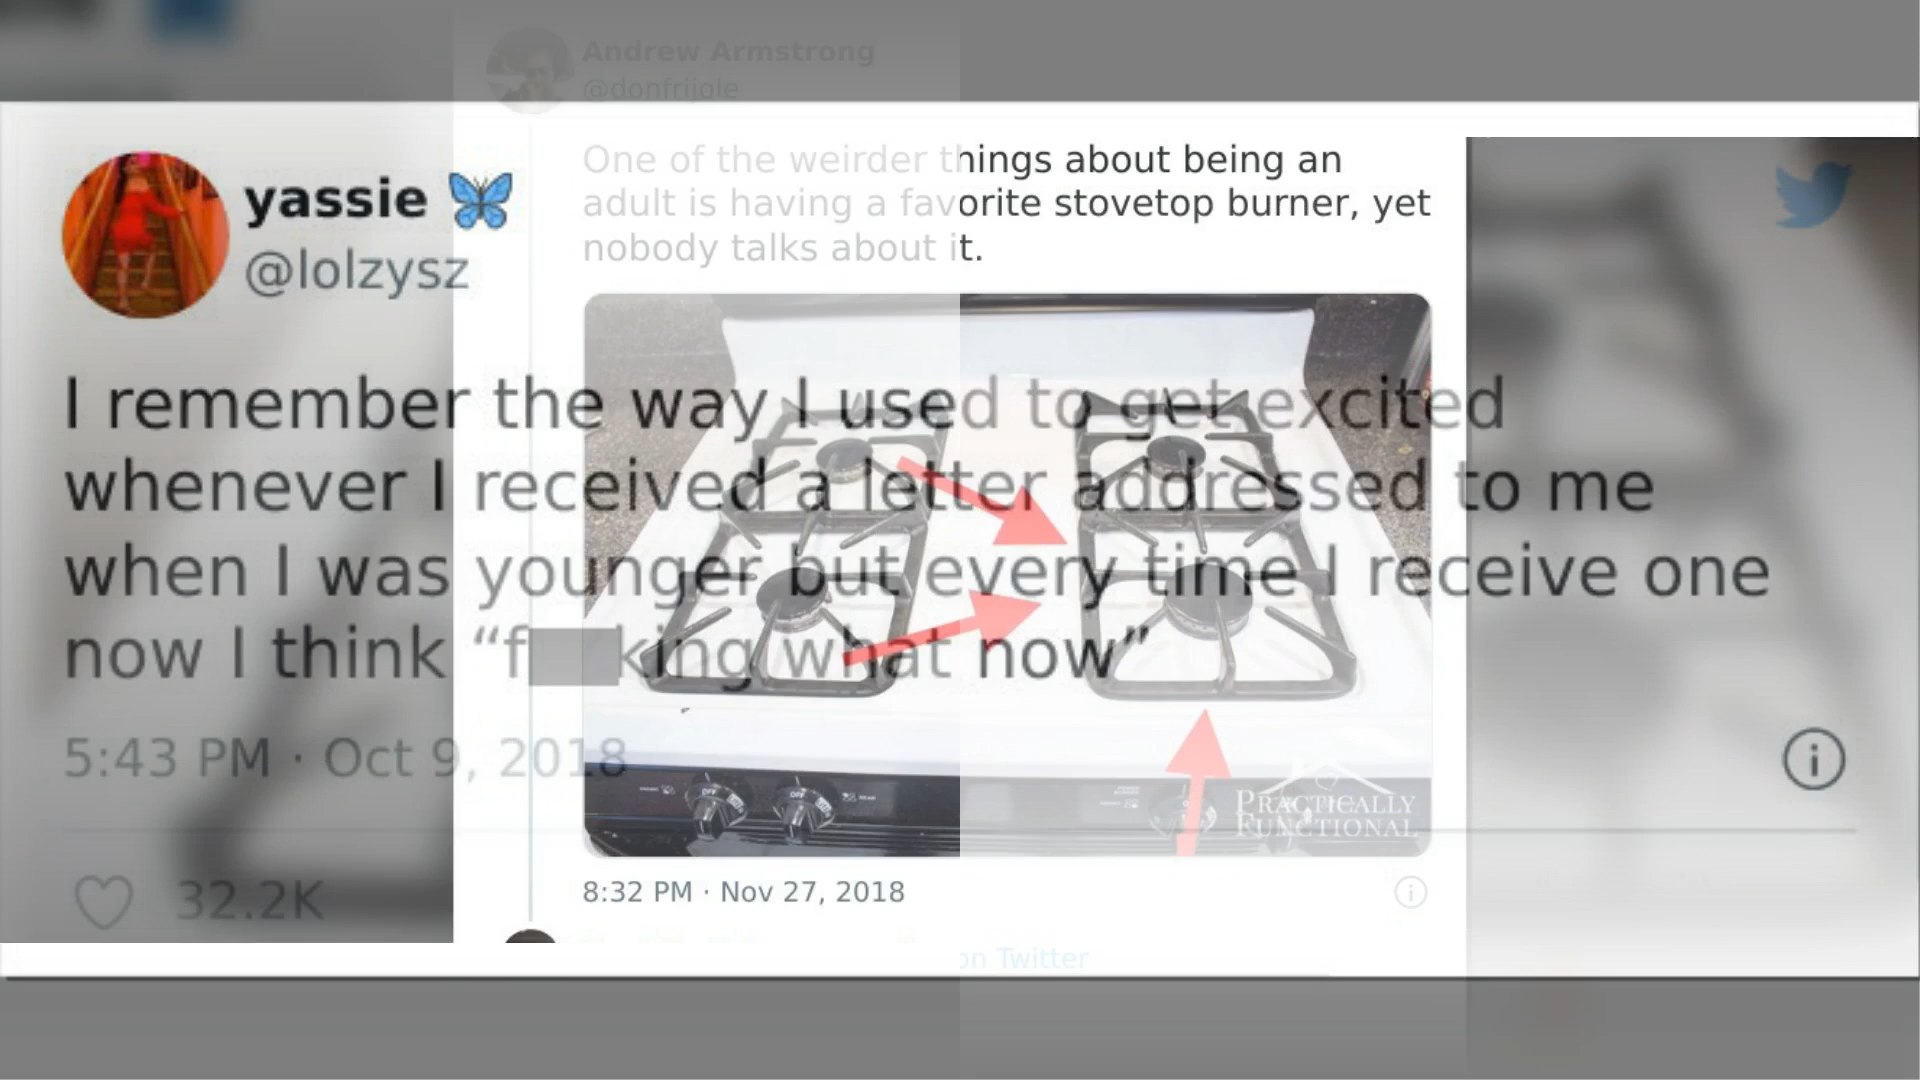 Andrew Armstrong
@donfrijole
One of the weirder things about being an
adult is having a favorite stovetop burner, yet
nobody talks about it.
yassie
@lolzysz
I remember the way I used to get excited
whenever I received a letter addressed to me
when I was younger but every time I receive one
now I think “f king what now”
5:43 PM · Oct 9, 2018
OFF
OFF
PRACTICALLY
FUNCTIONAL
32.2K
8:32 PM · Nov 27, 2018
on Twitter